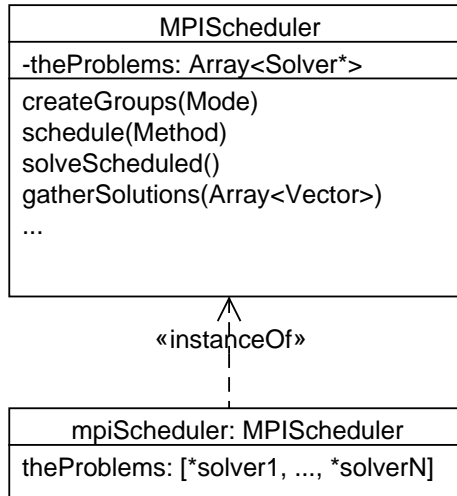 MPIScheduler
-theProblems: Array<Solver*>
createGroups(Mode)
schedule(Method)
solveScheduled()
gatherSolutions(Array<Vector>)
...
«instanceOf»
mpiScheduler: MPIScheduler
theProblems: [*solver1, ..., *solverN]